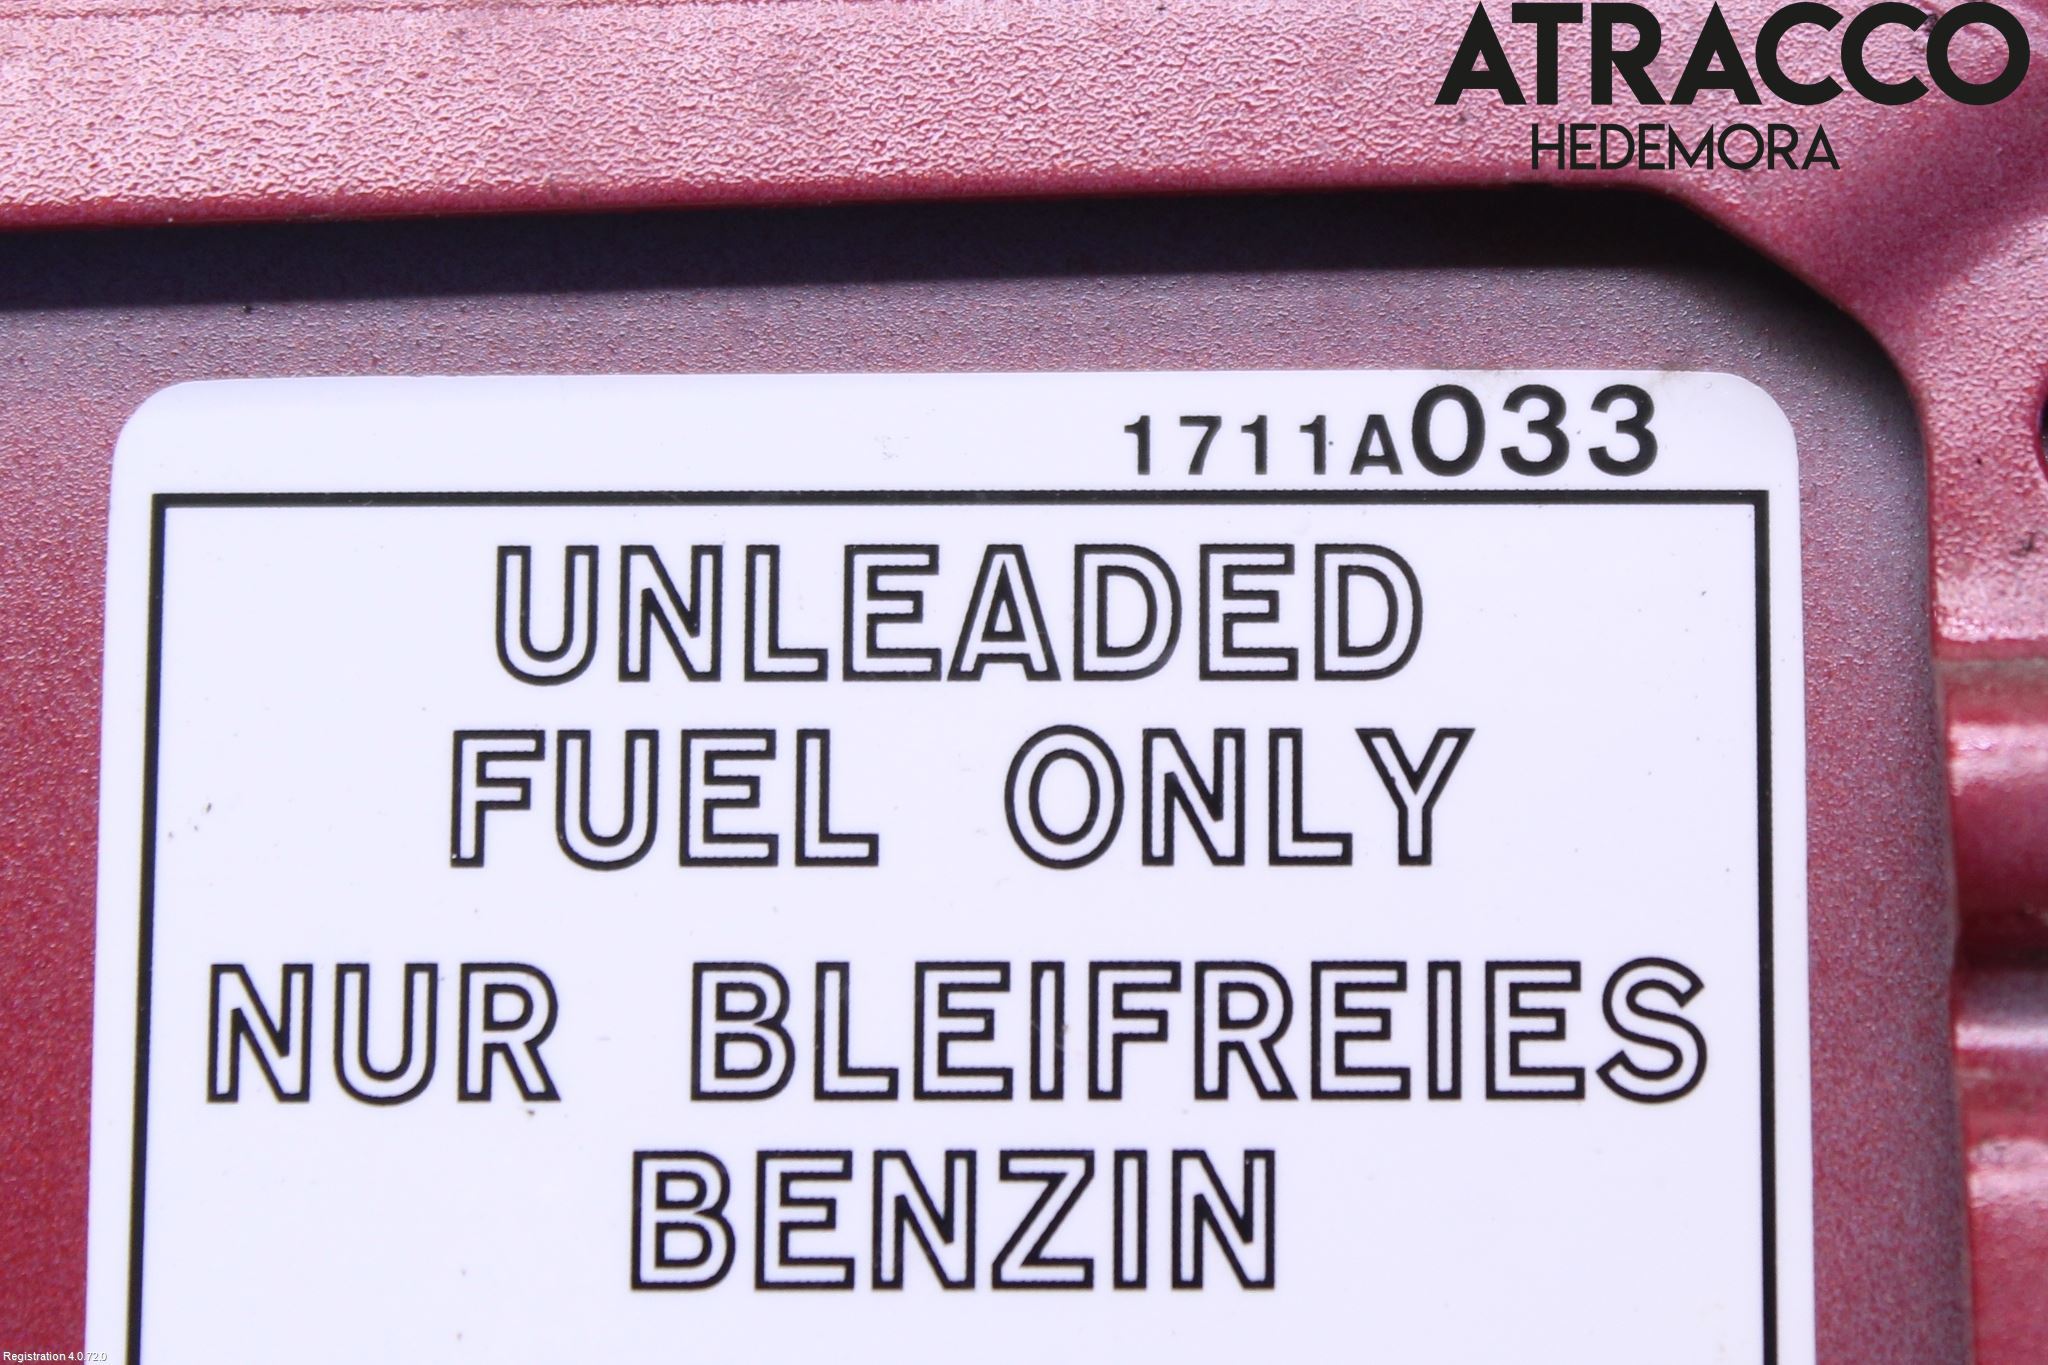 ATRACCO
HEDEMORA
1711A033
UNLEADED
FUEL ONLY
NUR BLEIFREIES
BENZIN
Registration 4.0.72.0